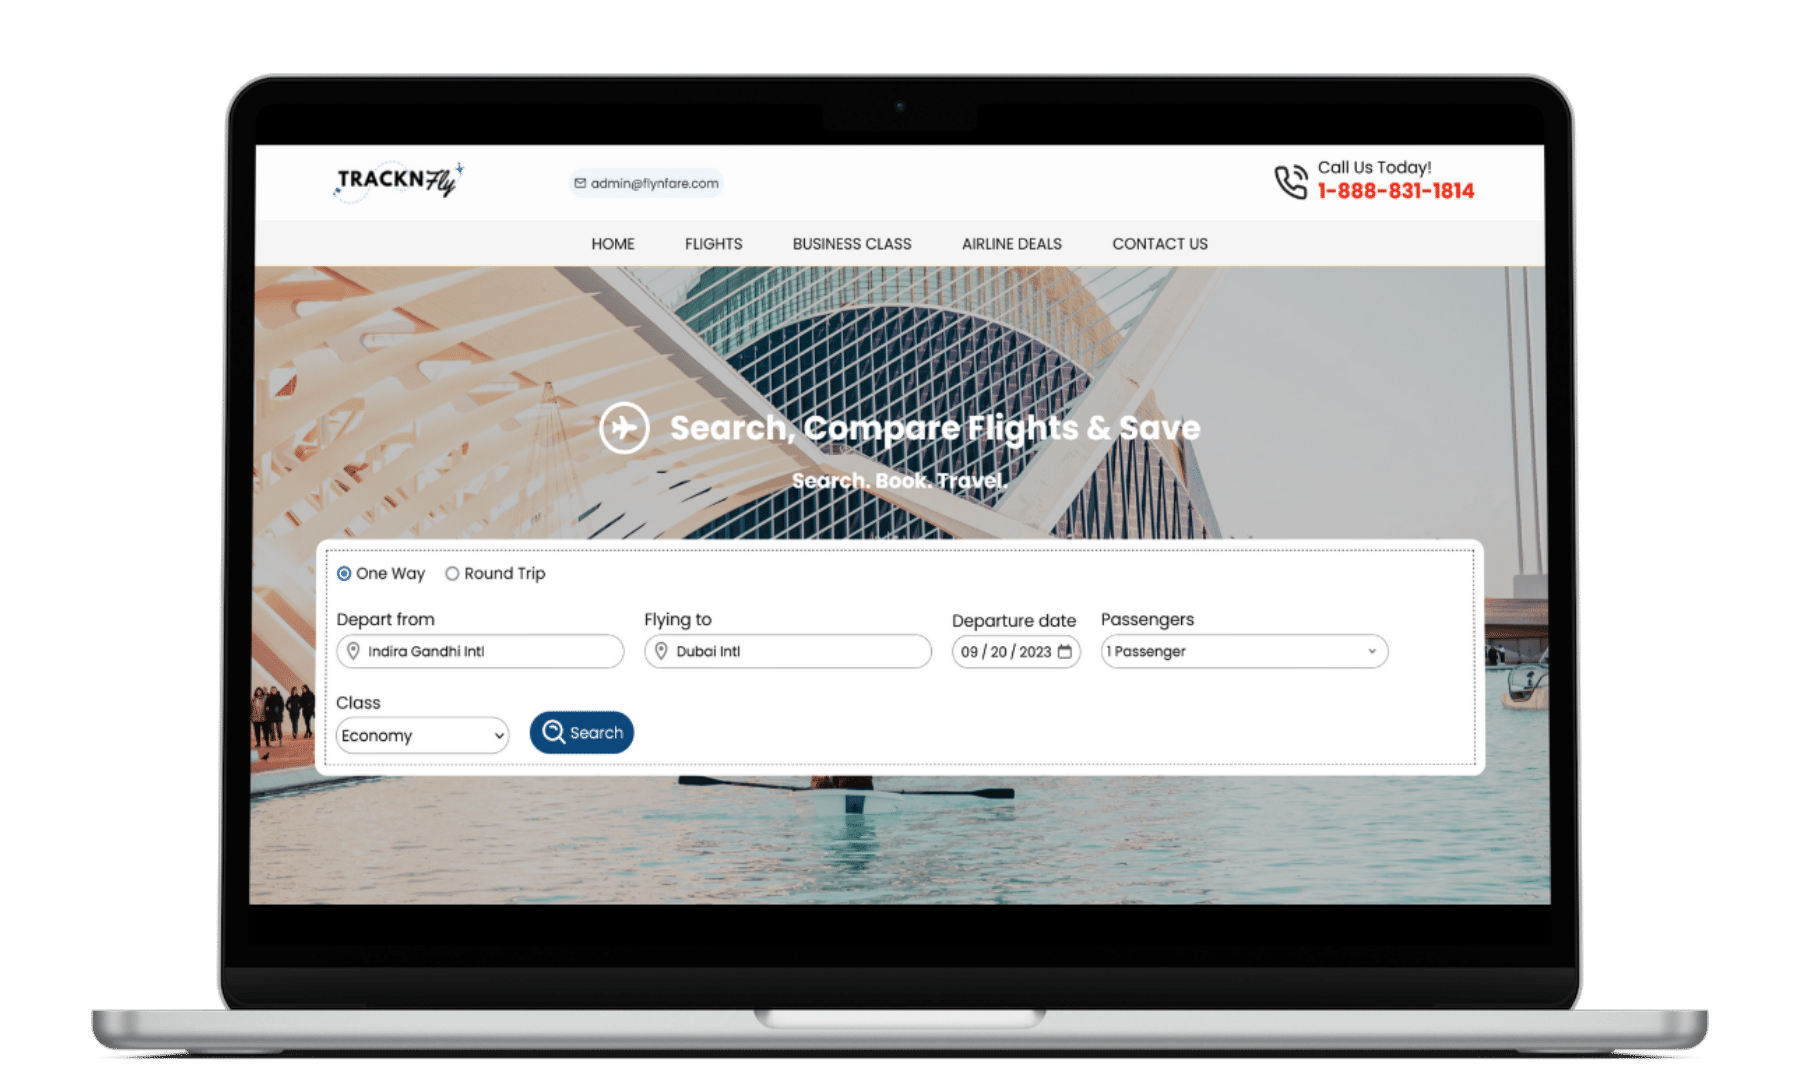 TRACKNFly
admin@flynfare.com
Call Us Today!
1-888-831-1814
HOME FLIGHTS BUSINESS CLASS AIRLINE DEALS CONTACT US
Search, Compare Flights & Save
Search. Book. Travel.
One Way Round Trip
Depart from Flying to Departure date Passengers
Indira Gandhi Intl Dubai Intl 09 / 20 / 2023 1 Passenger
Class
Economy Search